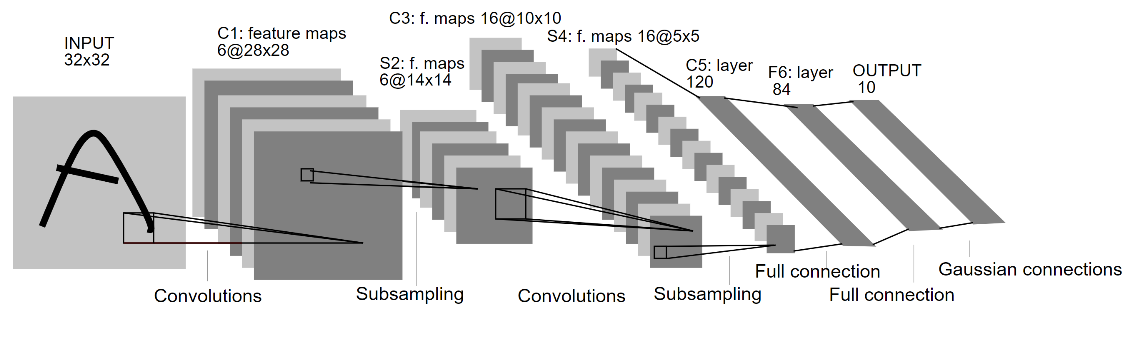 INPUT
32x32
C1: feature maps
6@28x28
S2: f. maps
6@14x14
C3: f. maps 16@10x10
S4: f. maps 16@5x5
C5: layer
120
F6: layer
84
OUTPUT
10
Convolutions
Subsampling
Convolutions
Subsampling
Full connection
Full connection
Gaussian connections